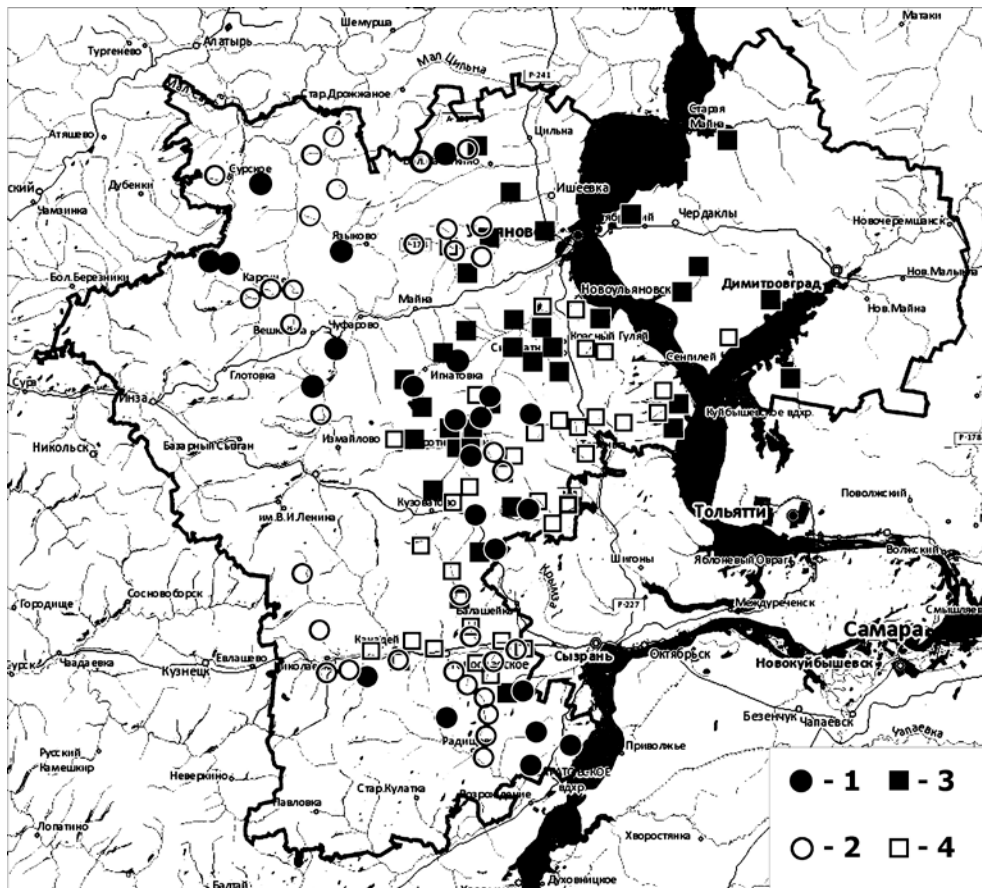 Шемурша
Матаки
Тургенево
Алатырь
Мал Цильна
Р-241
Стар.Дрожжаное
Старая
Майна
Цильна
Атяшево
Сурское
Дубенки
Ишеевка
Чамзинка
Чердаклы
Новочеремшанск
Языково
Бол.Березники
Карсун
Новоульяновск
Димитровград
Нов.Малыкла
Майна
Нов.Майна
Чуфарово
Красный Гуляй
Сенгилей
Глотовка
Игнатовка
Сура
Инза
Куйбышевское вдхр.
Никольск
Базарный Сызган
Измайлово
Р-178
Кузоватово
Поволжский
Тольятти
им.В.И.Ленина
Волжский
Шигоны
Яблоневый Овраг
Крымза
Городище
Сосновоборск
Р-227
Междуреченск
Смышляевка
Балашейка
Самара
Канадей
Чаадаевка
Евлашево
Кузнецк
Сызрань
Октябрьск
Новокуйбышевск
Безенчук
Чапаевск
Чапаевка
Русский
Камешкир
Приволжье
Неверкино
вдхр.
Стар.Кулатка
Павловка
Лопатино
Хворостянка
Балтай
Духовницкое
- 1
- 3
- 2
- 4